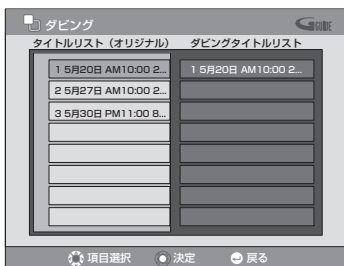 ダビング
GGUIDE
タイトルリスト（オリジナル） ダビングタイトルリスト
1 5月20日 AM10:00 2... 1 5月20日 AM10:00 2...
2 5月27日 AM10:00 2...
3 5月30日 PM11:00 8...
項目選択 決定 戻る